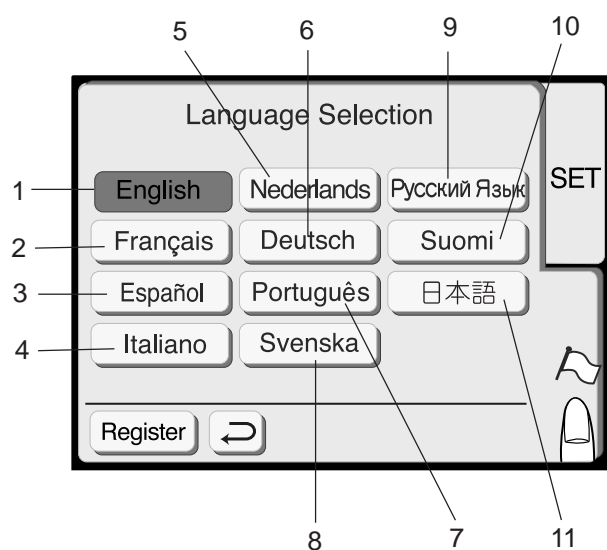 5 6 9 10
Language Selection
SET
1 English Nederlands Русский Язык
2 Français Deutsch Suomi
3 Español Português 日本語
4 Italiano Svenska
Register
8 7 11